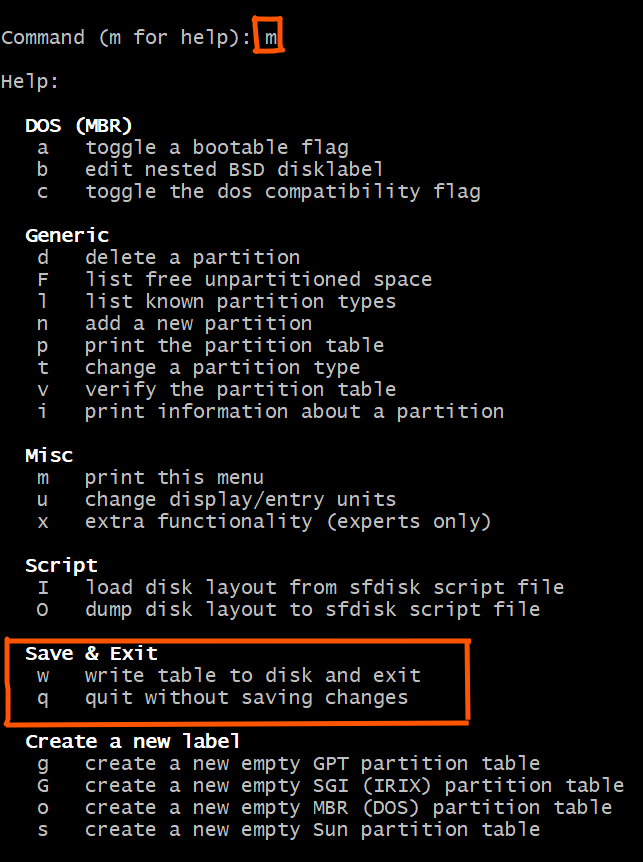 Command (m for help): m
Help:
DOS (MBR)
a toggle a bootable flag
b edit nested BSD disklabel
c toggle the dos compatibility flag
Generic
d delete a partition
F list free unpartitioned space
l list known partition types
n add a new partition
p print the partition table
t change a partition type
v verify the partition table
i print information about a partition
Misc
m print this menu
u change display/entry units
x extra functionality (experts only)
Script
I load disk layout from sfdisk script file
O dump disk layout to sfdisk script file
Save & Exit
w write table to disk and exit
q quit without saving changes
Create a new label
g create a new empty GPT partition table
G create a new empty SGI (IRIX) partition table
o create a new empty MBR (DOS) partition table
s create a new empty Sun partition table